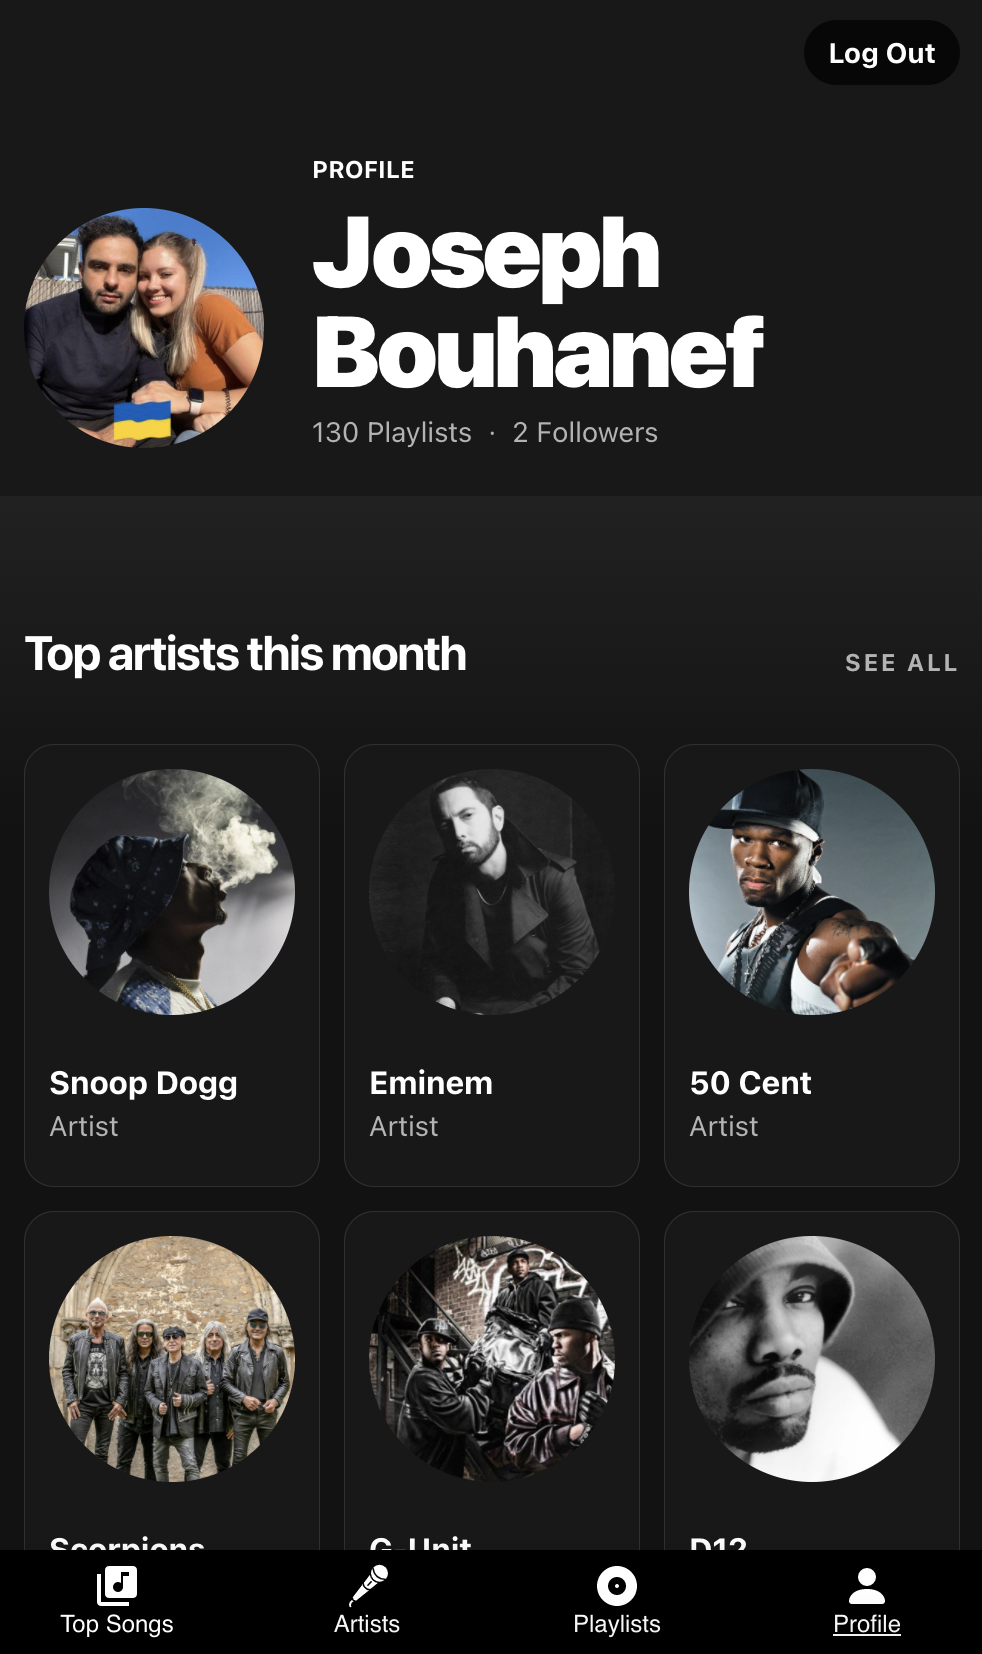 Log Out
PROFILE
Joseph
Bouhanef
130 Playlists · 2 Followers
Top artists this month
SEE ALL
Snoop Dogg
Artist
Eminem
Artist
50 Cent
Artist
Scorpions
G-Unit
D12
Top Songs
Artists
Playlists
Profile